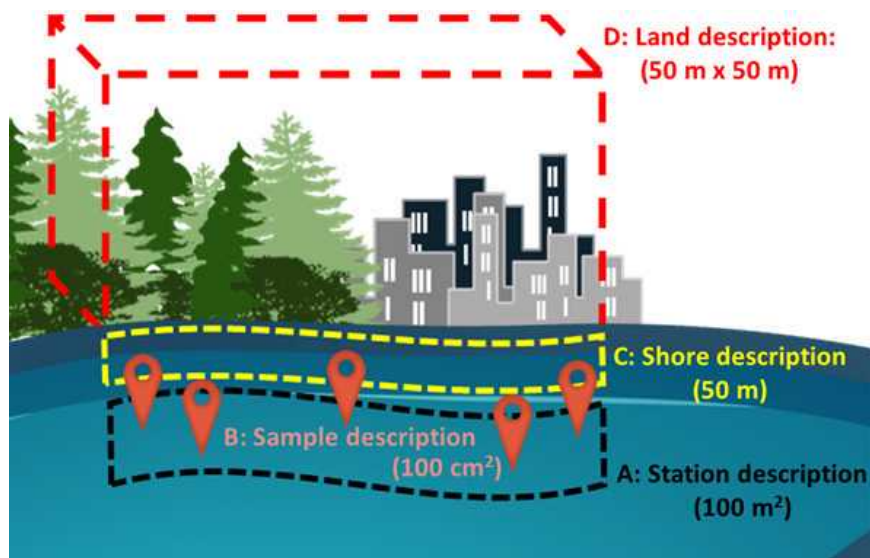 D: Land description:
(50 m x 50 m)
C: Shore description
(50 m)
B: Sample description
(100 cm²)
A: Station description
(100 m²)